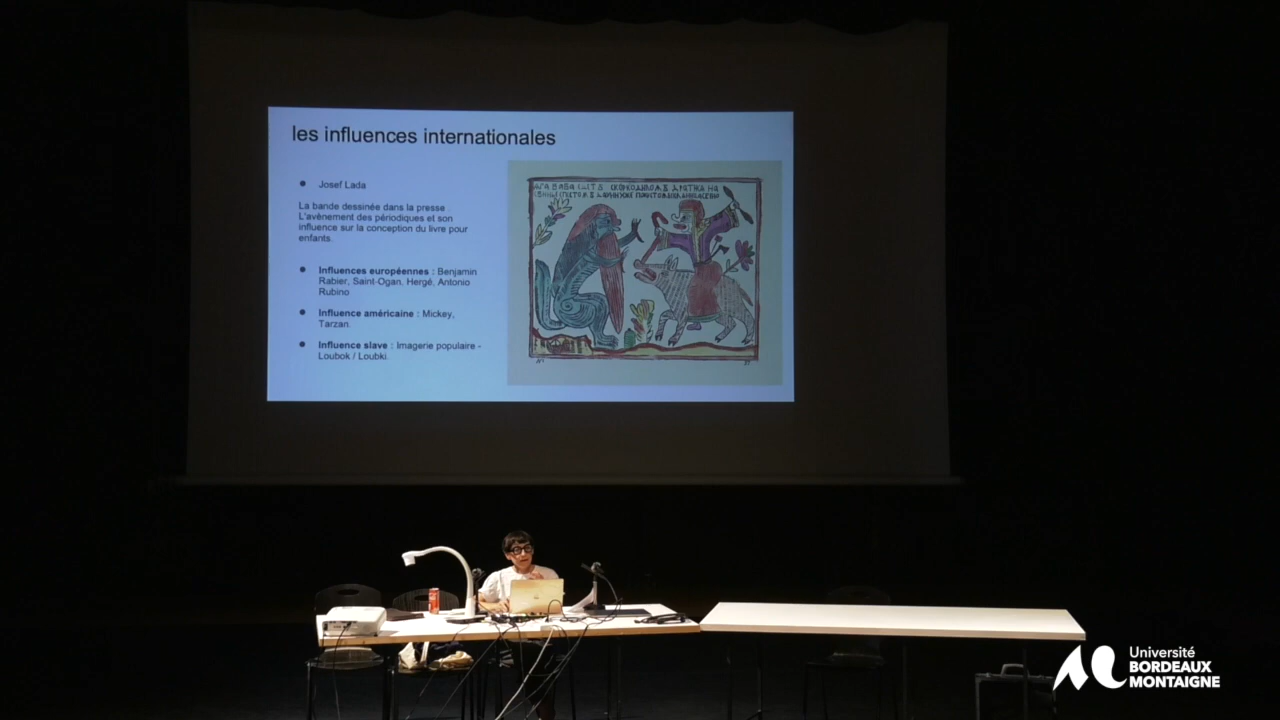 les influences internationales
Josef Lada
La bande dessinée dans la presse .
L'avènement des périodiques et son
influence sur la conception du livre pour
enfants.
Influences européennes : Benjamin
Rabier, Saint-Ogan, Hergé, Antonio
Rubino
Influence américaine : Mickey,
Tarzan.
Influence slave : Imagerie populaire -
Loubok / Loubki.
Université
BORDEAUX
MONTAIGNE